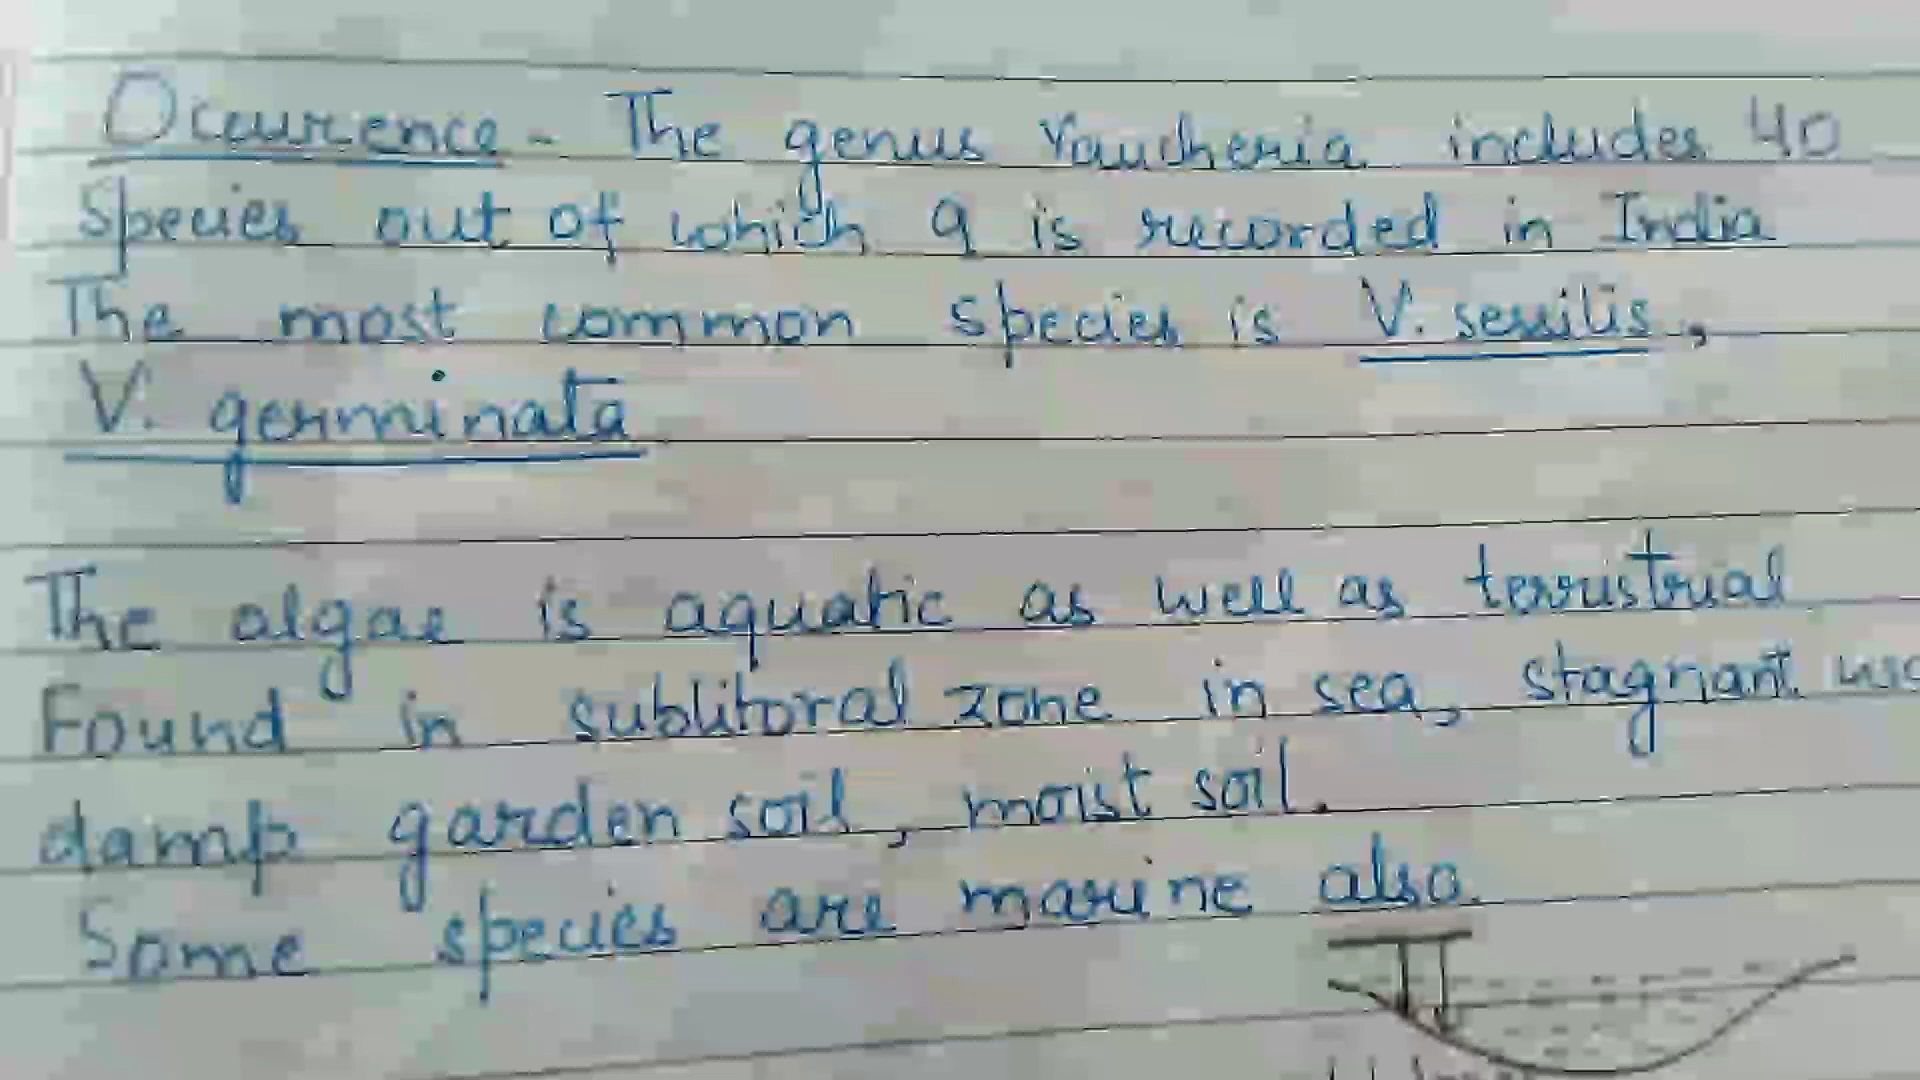 Ocurence - The genus Vaucheria includes 40
Species out of which 9 is recorded in India
The most common species is V. sessilis,
V. germinata
The algae is aquatic as well as terristrial
Found in sublitoral zone in sea, stagnant
damp garden soil, moist soil.
Some species are marine also.